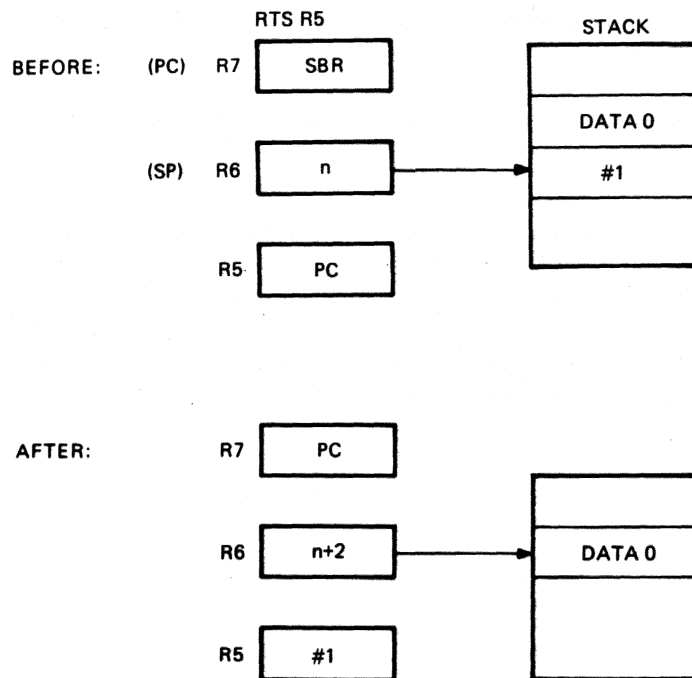 RTS R5
STACK
BEFORE: (PC) R7 SBR
DATA 0
(SP) R6 n #1
R5 PC
AFTER: R7 PC
R6 n+2 DATA 0
R5 #1